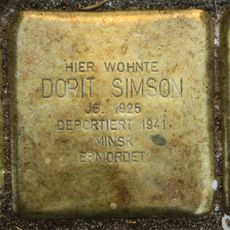 HIER WOHNTE
DORIT SIMSON
JG. 1925
DEPORTIERT 1941
MINSK
ERMORDET